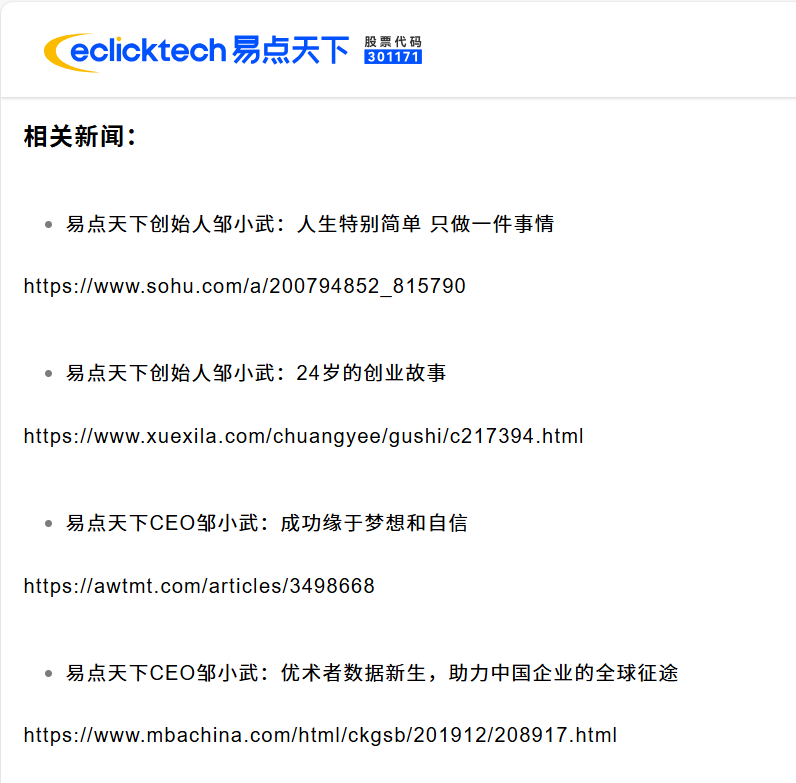 eclicktech 易点天下 股票代码 301171
相关新闻：
易点天下创始人邹小武：人生特别简单 只做一件事情
https://www.sohu.com/a/200794852_815790
易点天下创始人邹小武：24岁的创业故事
https://www.xuexila.com/chuangyee/gushi/c217394.html
易点天下CEO邹小武：成功缘于梦想和自信
https://awtmt.com/articles/3498668
易点天下CEO邹小武：优术者数据新生，助力中国企业的全球征途
https://www.mbachina.com/html/ckgsb/201912/208917.html